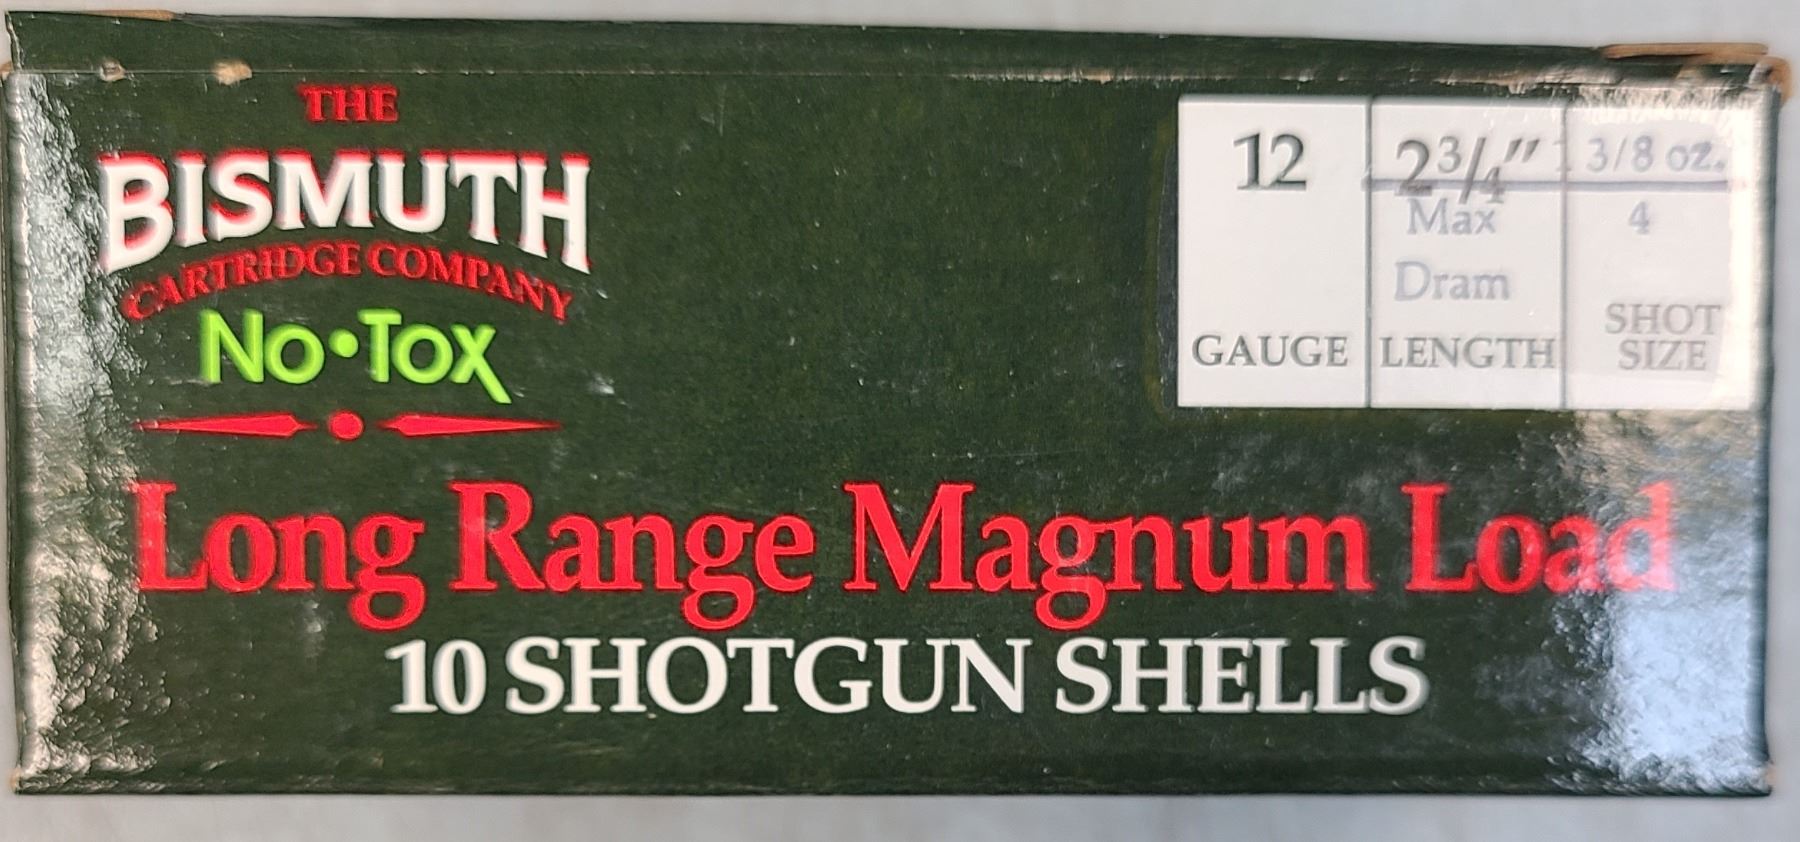 THE
BISMUTH
CARTRIDGE COMPANY
No•Tox
12
GAUGE
2 3/4"
Max
Dram
LENGTH
1 3/8 oz.
4
SHOT
SIZE
Long Range Magnum Load
10 SHOTGUN SHELLS